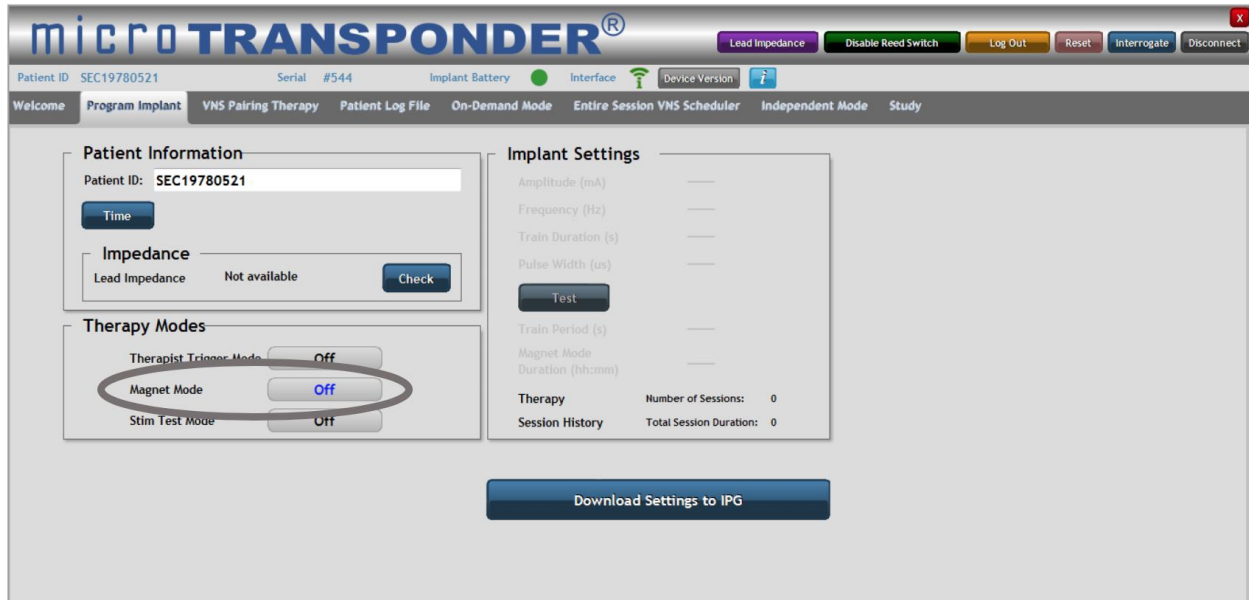 microTRANSPONDER®
X
Lead Impedance Disable Reed Switch Log Out Reset Interrogate Disconnect
Patient ID SEC19780521 Serial #544 Implant Battery Interface Device Version i
Welcome Program Implant VNS Pairing Therapy Patient Log File On-Demand Mode Entire Session VNS Scheduler Independent Mode Study
Patient Information
Patient ID: SEC19780521
Time
Impedance
Lead Impedance Not available Check
Therapy Modes
Therapist Trigger Mode Off
Magnet Mode Off
Stim Test Mode Off
Implant Settings
Amplitude (mA)
Frequency (Hz)
Train Duration (s)
Pulse Width (us)
Test
Train Period (s)
Magnet Mode
Duration (hh:mm)
Therapy Number of Sessions: 0
Session History Total Session Duration: 0
Download Settings to IPG